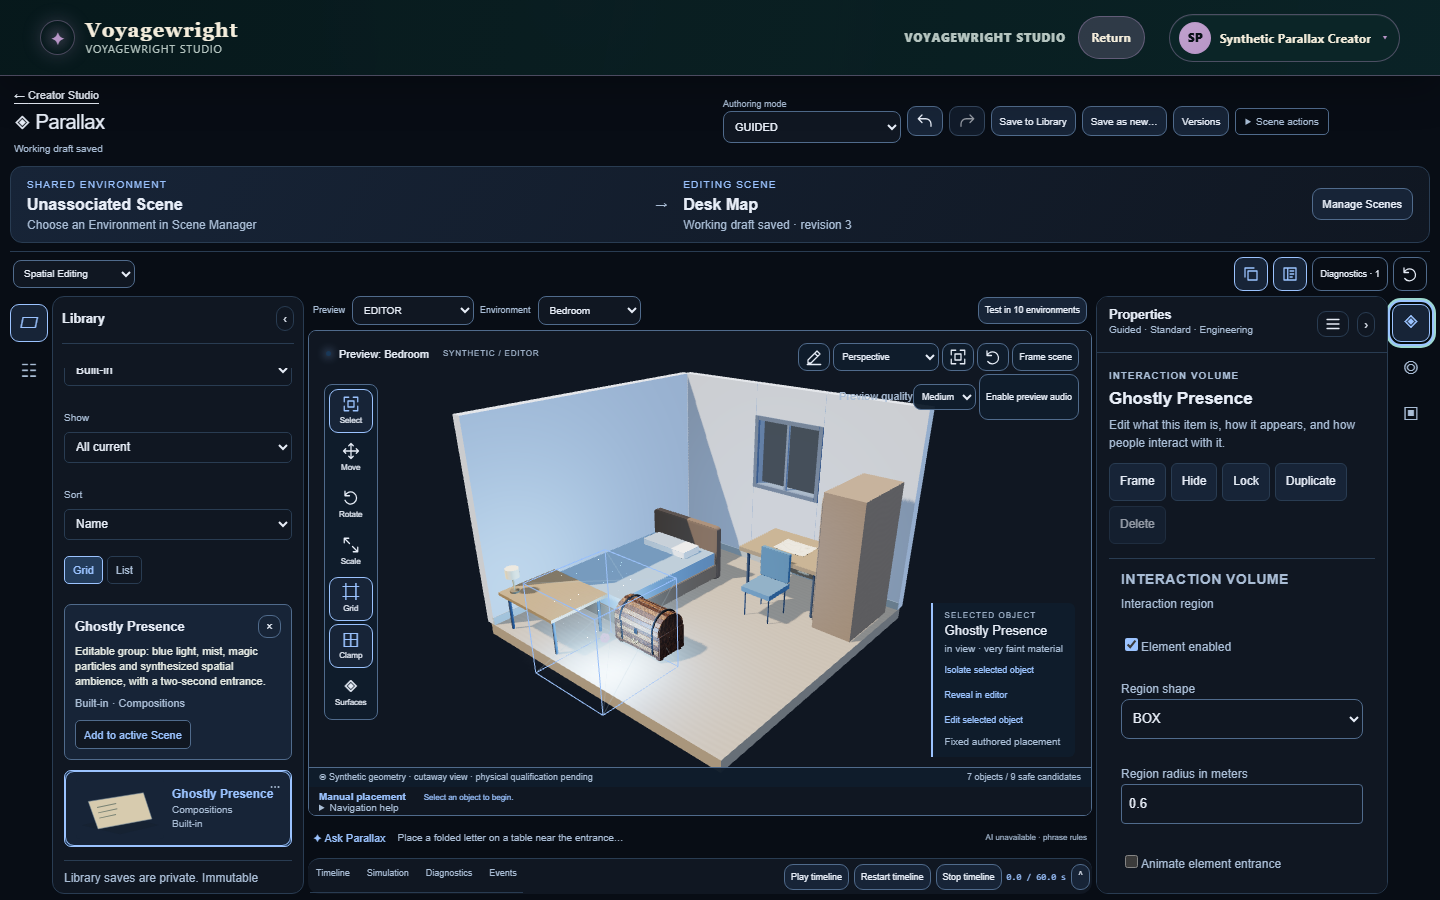 Voyagewright
VOYAGEWRIGHT STUDIO
VOYAGEWRIGHT STUDIO
Return
SP
Synthetic Parallax Creator
← Creator Studio
Parallax
Working draft saved
Authoring mode
GUIDED
Save to Library
Save as new...
Versions
Scene actions
SHARED ENVIRONMENT
Unassociated Scene
Choose an Environment in Scene Manager
→
EDITING SCENE
Desk Map
Working draft saved · revision 3
Manage Scenes
Spatial Editing
Diagnostics · 1
Library
‹
Built-in
Show
All current
Sort
Name
Grid
List
Ghostly Presence
×
Editable group: blue light, mist, magic
particles and synthesized spatial
ambience, with a two-second entrance.
Built-in · Compositions
Add to active Scene
Ghostly Presence
...
Compositions
Built-in
Library saves are private. Immutable
Preview
EDITOR
Environment
Bedroom
Test in 10 environments
Preview: Bedroom
SYNTHETIC / EDITOR
Perspective
Frame scene
Preview quality
Medium
Enable preview audio
Select
Move
Rotate
Scale
Grid
Clamp
Surfaces
SELECTED OBJECT
Ghostly Presence
in view · very faint material
Isolate selected object
Reveal in editor
Edit selected object
Fixed authored placement
Synthetic geometry · cutaway view · physical qualification pending
7 objects / 9 safe candidates
Manual placement
Select an object to begin.
Navigation help
Ask Parallax
Place a folded letter on a table near the entrance...
AI unavailable · phrase rules
Timeline
Simulation
Diagnostics
Events
Play timeline
Restart timeline
Stop timeline
0.0 / 60.0 s
^
Properties
Guided · Standard · Engineering
›
INTERACTION VOLUME
Ghostly Presence
Edit what this item is, how it appears, and how
people interact with it.
Frame
Hide
Lock
Duplicate
Delete
INTERACTION VOLUME
Interaction region
Element enabled
Region shape
BOX
Region radius in meters
0.6
Animate element entrance